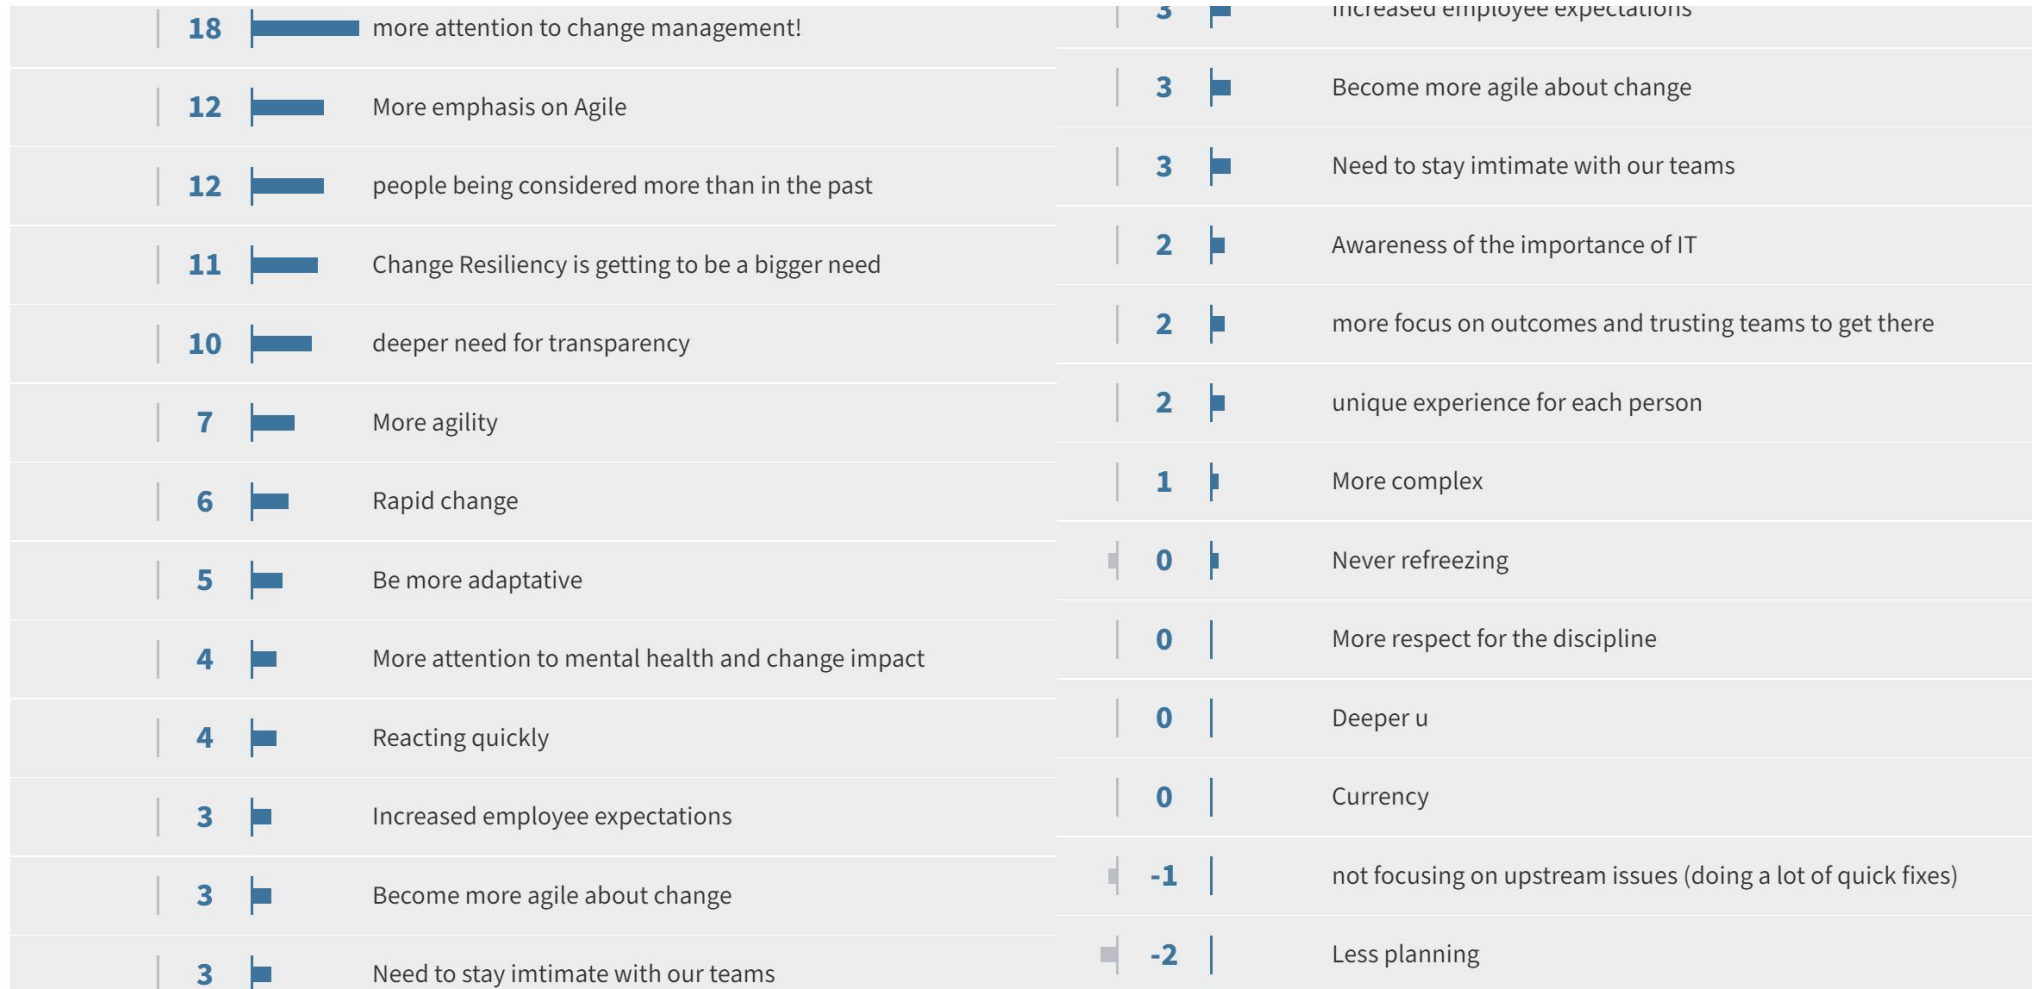 18 more attention to change management!
12 More emphasis on Agile
12 people being considered more than in the past
11 Change Resiliency is getting to be a bigger need
10 deeper need for transparency
7 More agility
6 Rapid change
5 Be more adaptative
4 More attention to mental health and change impact
4 Reacting quickly
3 Increased employee expectations
3 Become more agile about change
3 Need to stay imtimate with our teams
3 Increased employee expectations
3 Become more agile about change
3 Need to stay imtimate with our teams
2 Awareness of the importance of IT
2 more focus on outcomes and trusting teams to get there
2 unique experience for each person
1 More complex
0 Never refreezing
0 More respect for the discipline
0 Deeper u
0 Currency
-1 not focusing on upstream issues (doing a lot of quick fixes)
-2 Less planning